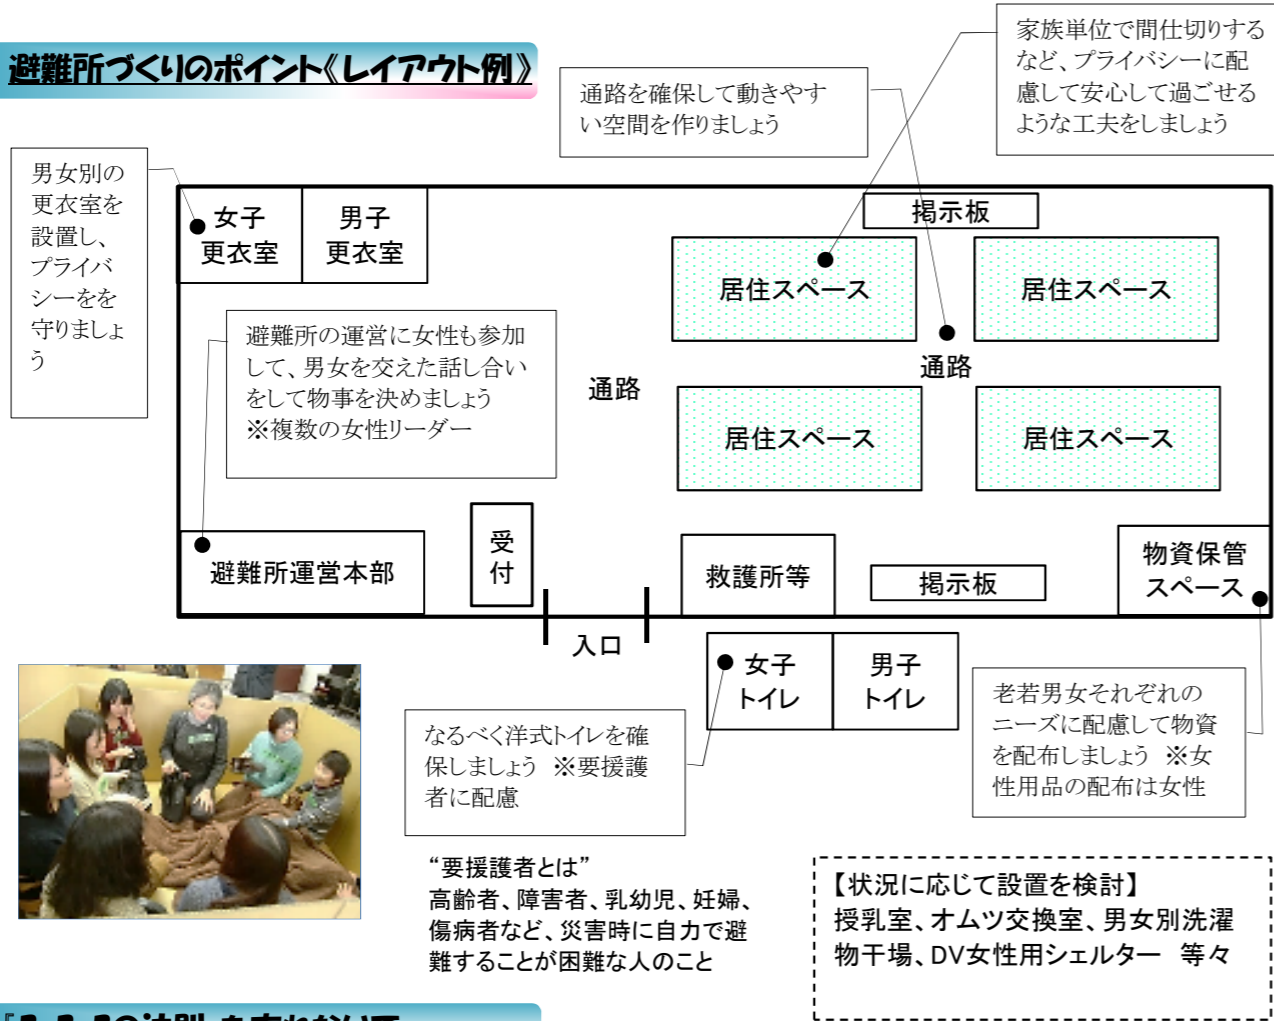 避難所づくりのポイント《レイアウト例》
家族単位で間仕切りする
など、プライバシーに配
慮して安心して過ごせる
ような工夫をしましょう
通路を確保して動きやす
い空間を作りましょう
男女別の
更衣室を
設置し、
プライバ
シーをを
守りましょ
う
女子
更衣室
男子
更衣室
掲示板
居住スペース
居住スペース
避難所の運営に女性も参加
して、男女を交えた話し合い
をして物事を決めましょう
※複数の女性リーダー
通路
通路
居住スペース
居住スペース
避難所運営本部
受
付
救護所等
掲示板
物資保管
スペース
入口
女子
トイレ
男子
トイレ
なるべく洋式トイレを確
保しましょう ※要援護
者に配慮
老若男女それぞれの
ニーズに配慮して物資
を配布しましょう ※女
性用品の配布は女性
“要援護者とは”
高齢者、障害者、乳幼児、妊婦、
傷病者など、災害時に自力で避
難することが困難な人のこと
【状況に応じて設置を検討】
授乳室、オムツ交換室、男女別洗濯
物干場、DV女性用シェルター 等々